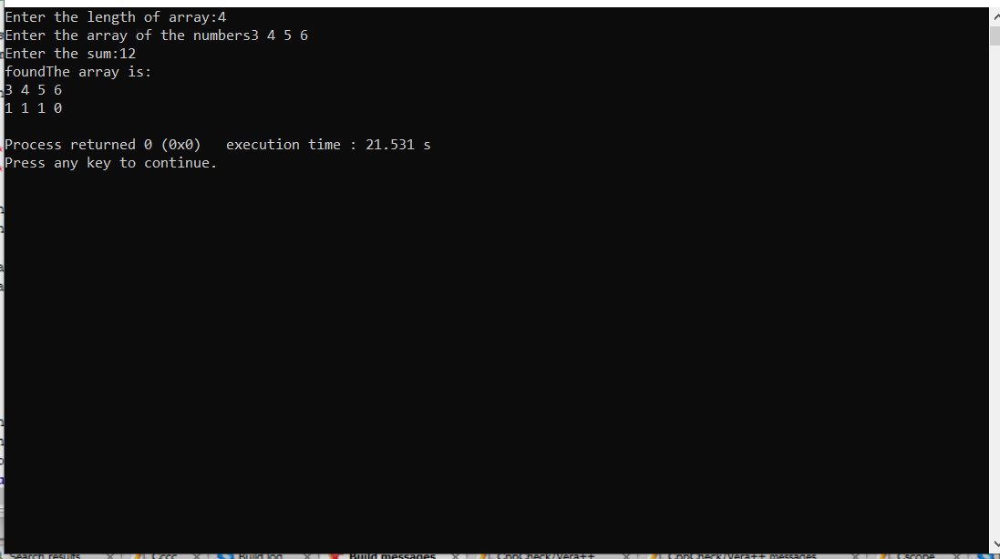 Enter the length of array:4
Enter the array of the numbers3 4 5 6
Enter the sum:12
foundThe array is:
3 4 5 6
1 1 1 0
Process returned 0 (0x0)   execution time : 21.531 s
Press any key to continue.
Search results Cccc Build log Build messages CppCheck/Vera++ CppCheck/Vera++ messages Cscope